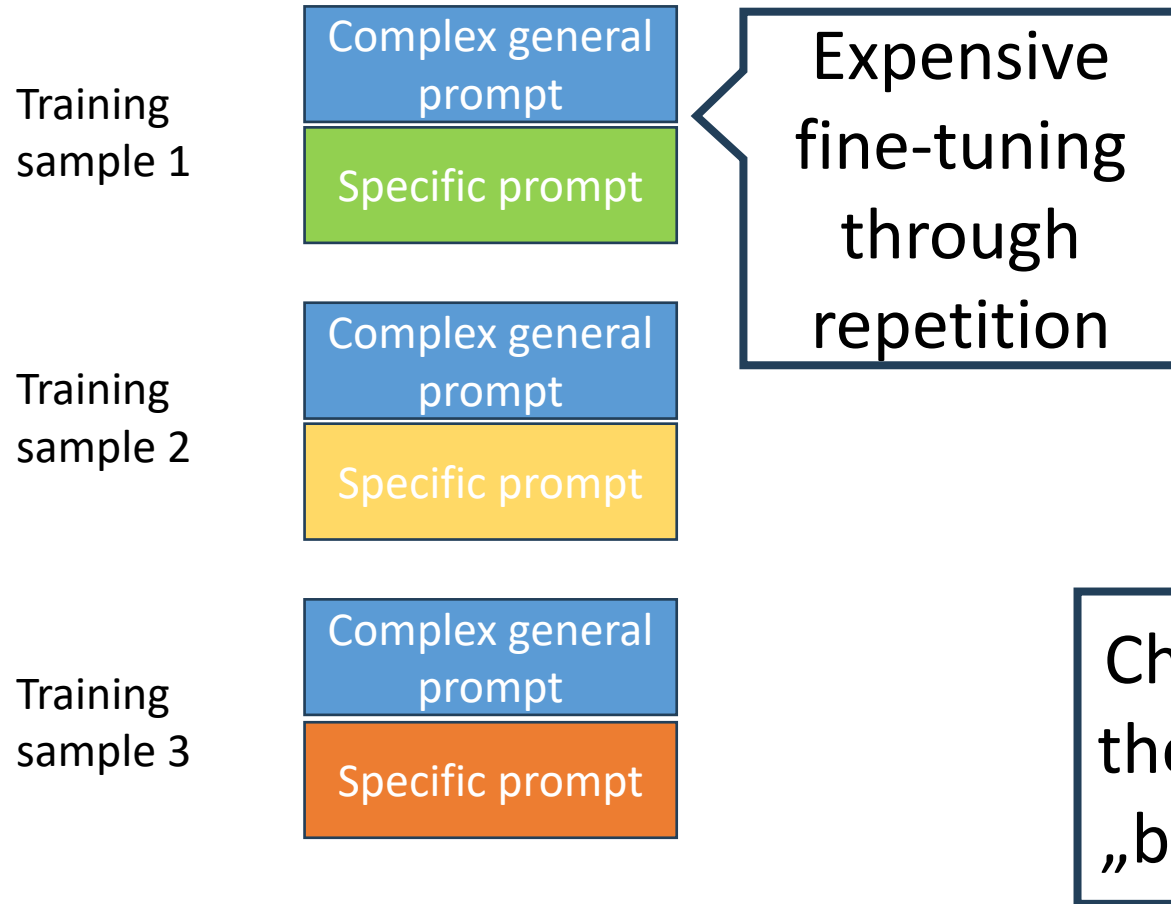 Training
sample 1
Complex general
prompt
Specific prompt
Expensive
fine-tuning
through
repetition
Training
sample 2
Complex general
prompt
Specific prompt
Training
sample 3
Complex general
prompt
Specific prompt